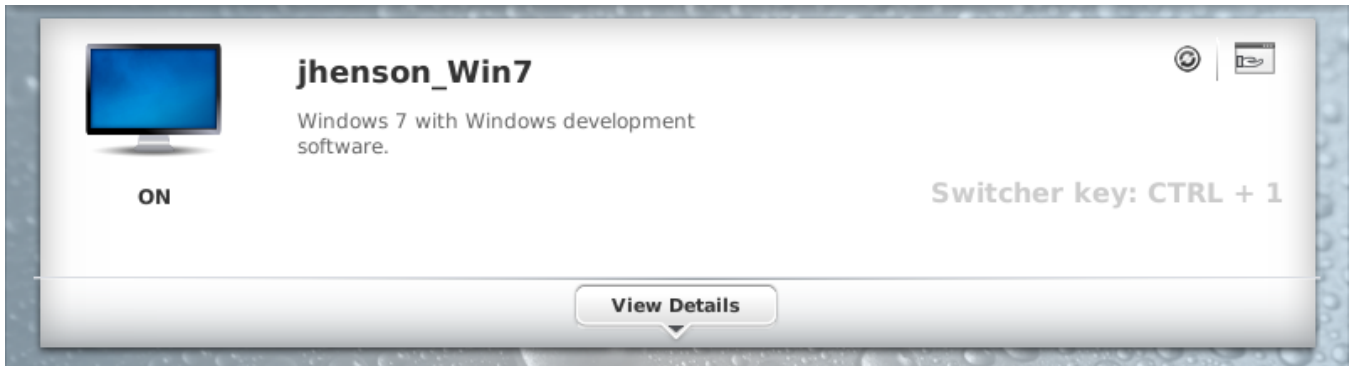 jhenson_Win7
Windows 7 with Windows development
software.
ON
Switcher key: CTRL + 1
View Details